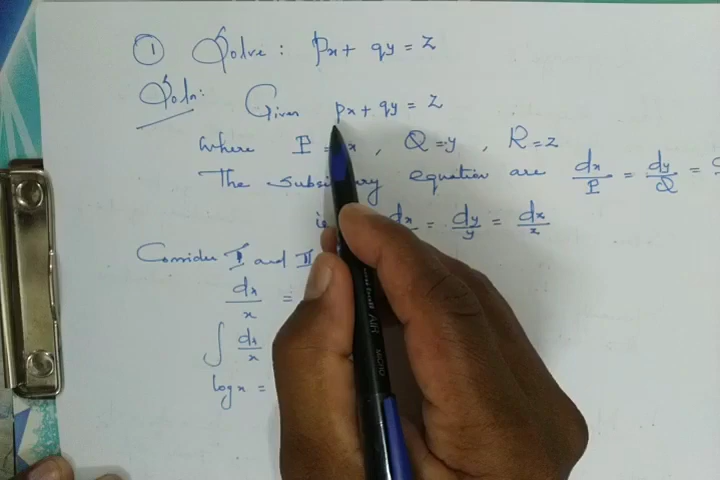 ① Solve: px + qy = z
Soln: Given px + qy = z
Where P = x , Q = y , R = z
The subsidiary equation are dx/P = dy/Q =
dx/ = dy/y = dx/x
Consider I and II
dx/x =
∫ dx/x
log x =